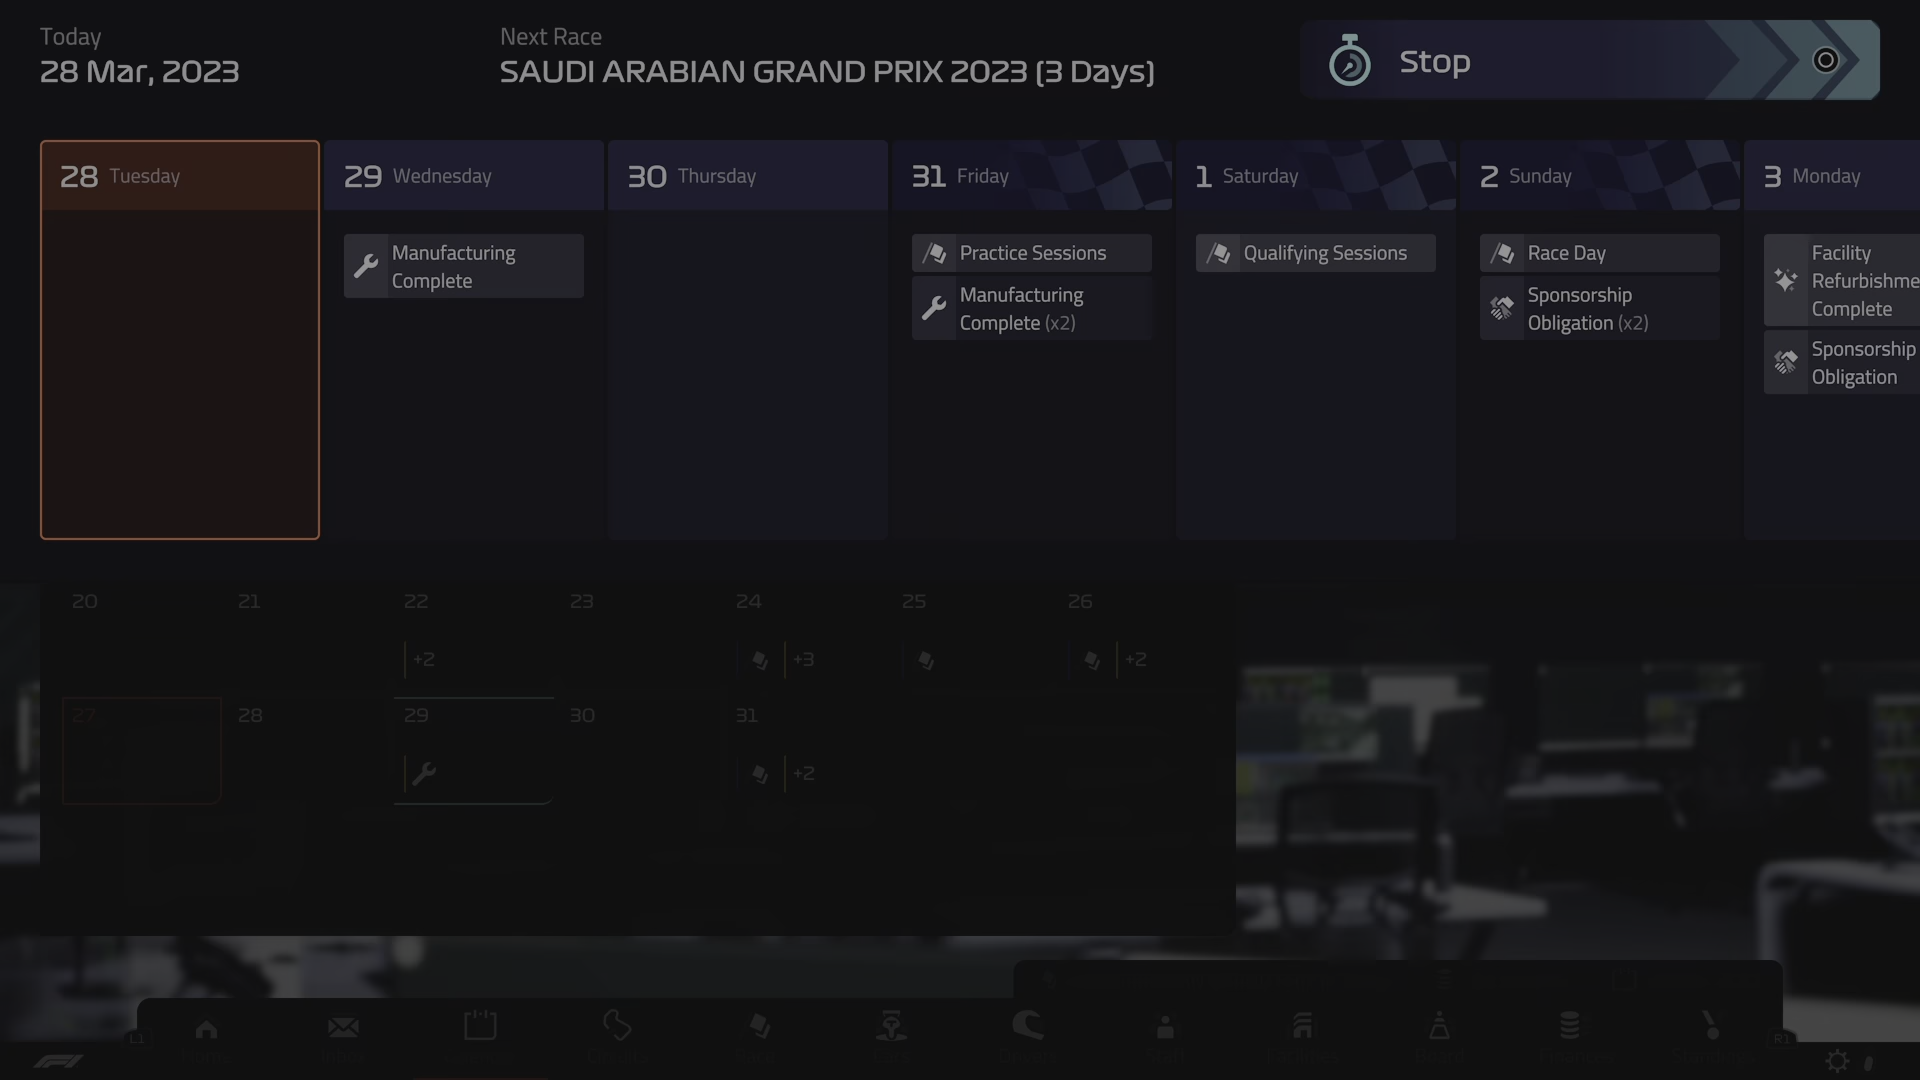 Today
28 Mar, 2023
Next Race
SAUDI ARABIAN GRAND PRIX 2023 (3 Days)
Stop
28 Tuesday
29 Wednesday
30 Thursday
31 Friday
1 Saturday
2 Sunday
3 Monday
Manufacturing
Complete
Practice Sessions
Manufacturing
Complete (x2)
Qualifying Sessions
Race Day
Sponsorship
Obligation (x2)
Facility
Refurbishme
Complete
Sponsorship
Obligation
20 21 22 23 24 25 26
+2 +3 +2
27 28 29 30 31
+2
L1
R1